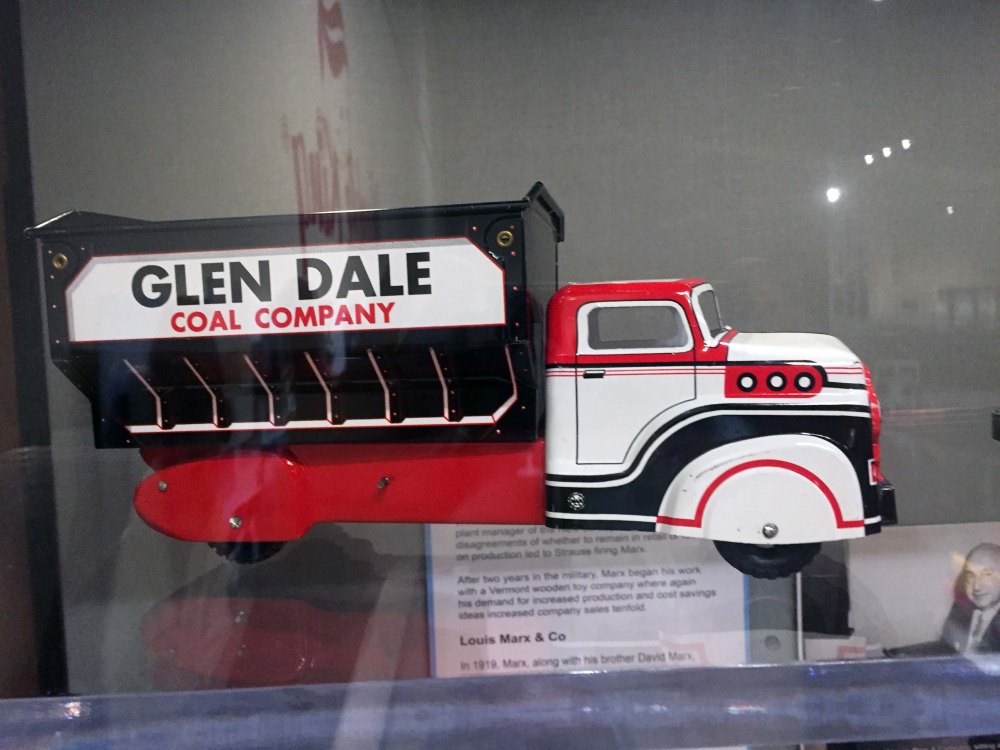 GLEN DALE
COAL COMPANY
plant manager of
disagreements of whether to remain in retail
on production led to Strauss firing Marx.
After two years in the military, Marx began his work
with a Vermont wooden toy company where again
his demand for increased production and cost savings
ideas increased company sales tenfold.
Louis Marx & Co
In 1919, Marx, along with his brother David Marx,